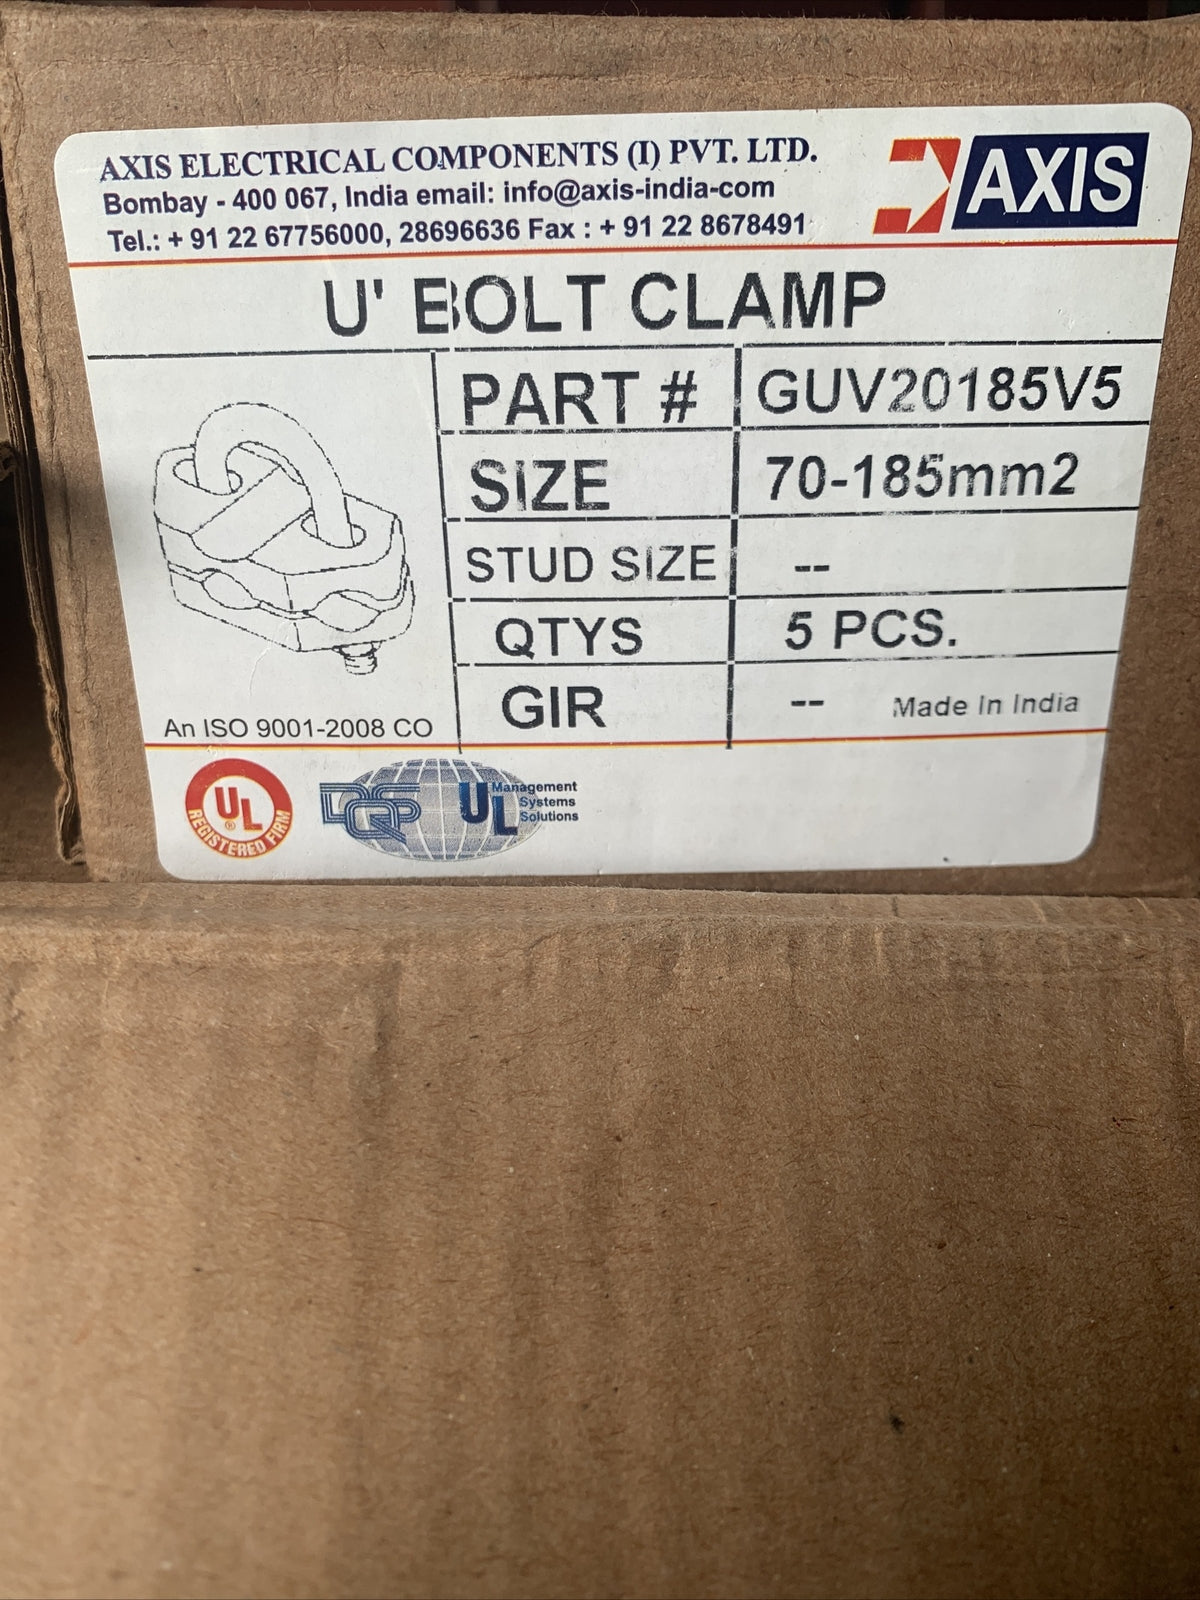 AXIS ELECTRICAL COMPONENTS (I) PVT. LTD.
Bombay - 400 067, India email: info@axis-india-com
Tel.: + 91 22 67756000, 28696636 Fax : + 91 22 8678491
AXIS
U' BOLT CLAMP
PART # GUV20185V5
SIZE 70-185mm2
STUD SIZE --
QTYS 5 PCS.
GIR -- Made In India
An ISO 9001-2008 CO
UL ®
REGISTERED FIRM
DQS
UL Management
Systems
Solutions